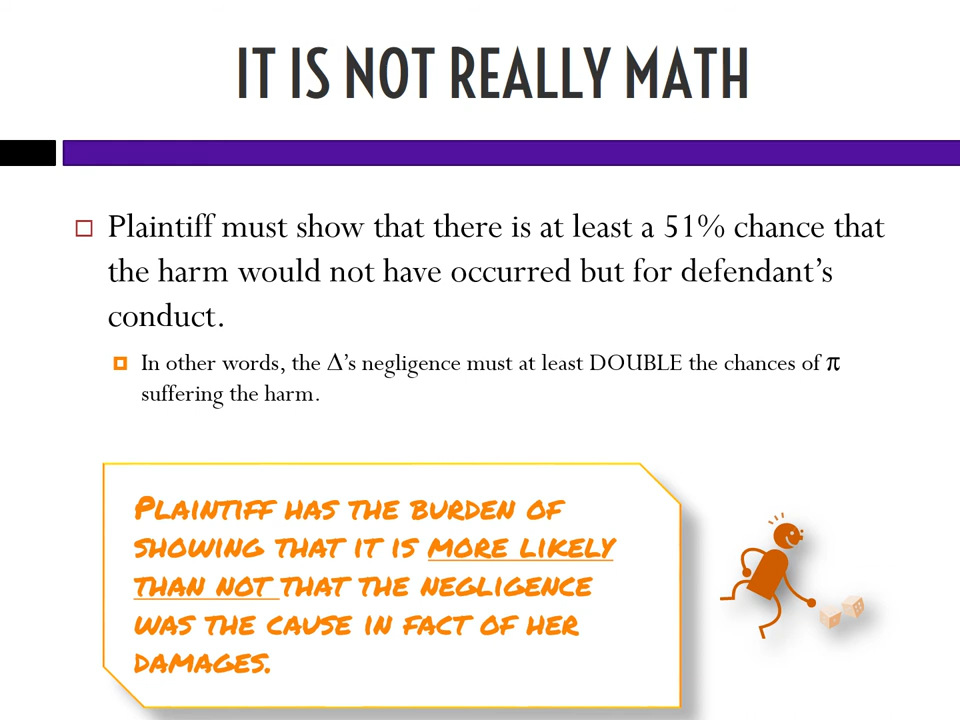 IT IS NOT REALLY MATH
Plaintiff must show that there is at least a 51% chance that
the harm would not have occurred but for defendant’s
conduct.
In other words, the Δ’s negligence must at least DOUBLE the chances of π
suffering the harm.
PLAINTIFF HAS THE BURDEN OF
SHOWING THAT IT IS MORE LIKELY
THAN NOT THAT THE NEGLIGENCE
WAS THE CAUSE IN FACT OF HER
DAMAGES.